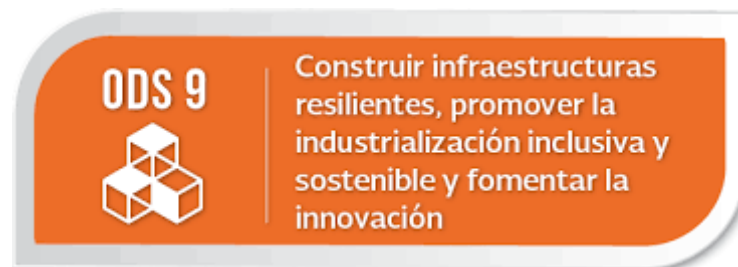 ODS 9
Construir infraestructuras
resilientes, promover la
industrialización inclusiva y
sostenible y fomentar la
innovación